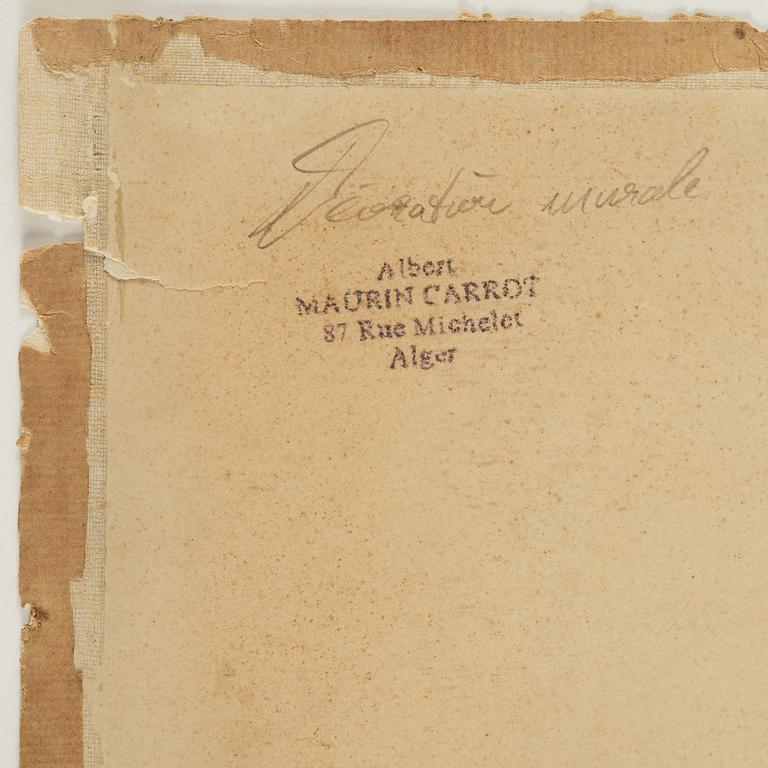 Décoration murale
Albert
MAURIN CARROT
87 Rue Michelet
Alger